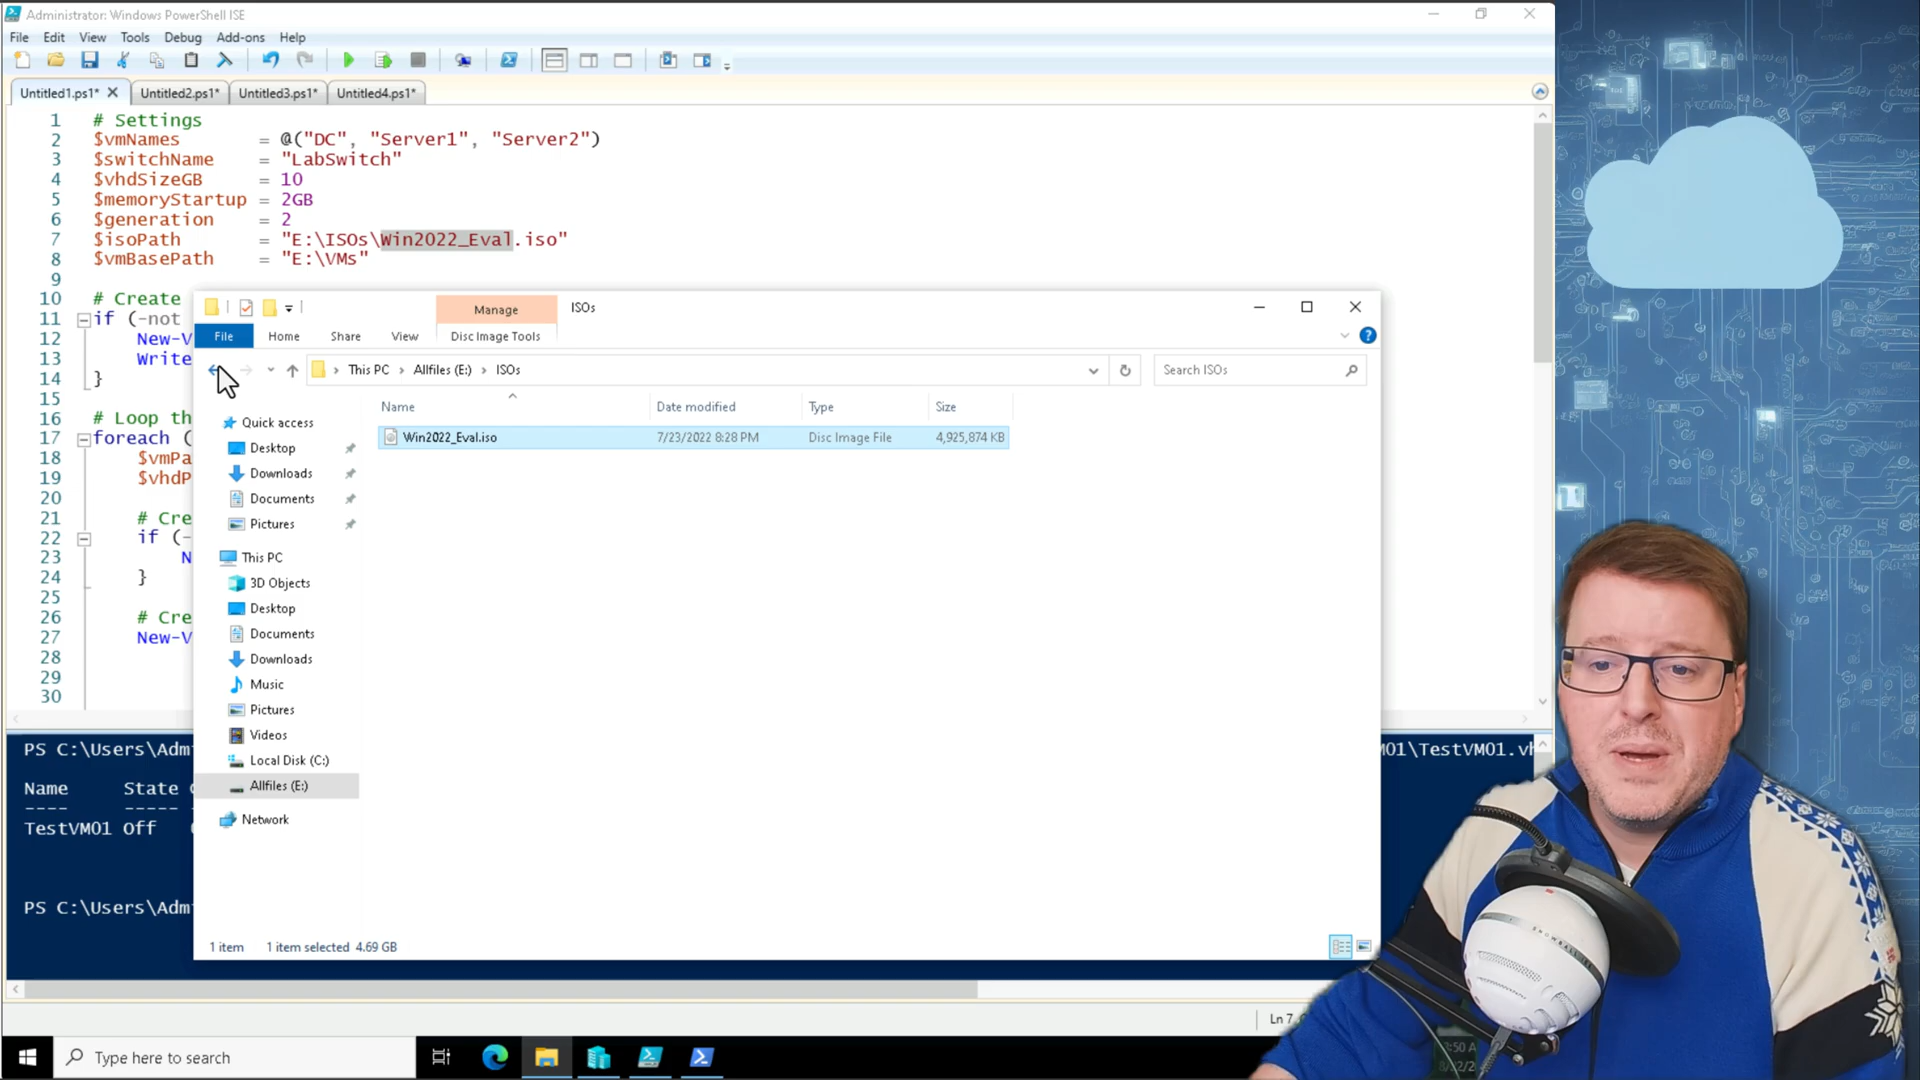 Administrator: Windows PowerShell ISE
File Edit View Tools Debug Add-ons Help
Untitled1.ps1* Untitled2.ps1* Untitled3.ps1* Untitled4.ps1*
1 # Settings
2 $vmNames = @("DC", "Server1", "Server2")
3 $switchName = "LabSwitch"
4 $vhdSizeGB = 10
5 $memoryStartup = 2GB
6 $generation = 2
7 $isoPath = "E:\ISOs\Win2022_Eval.iso"
8 $vmBasePath = "E:\VMs"
9
10 # Create
11 if (-not
12 New-V
13 Write
14 }
15
16 # Loop th
17 foreach (
18 $vmPa
19 $vhdP
20
21 # Cre
22 if (-
23 N
24 }
25
26 # Cre
27 New-V
28
29
30
Manage ISOs
File Home Share View Disc Image Tools
This PC Allfiles (E:) ISOs
Search ISOs
Name Date modified Type Size
Win2022_Eval.iso 7/23/2022 8:28 PM Disc Image File 4,925,874 KB
Quick access
Desktop
Downloads
Documents
Pictures
This PC
3D Objects
Desktop
Documents
Downloads
Music
Pictures
Videos
Local Disk (C:)
Allfiles (E:)
Network
1 item 1 item selected 4.69 GB
PS C:\Users\Adm
M01\TestVM01.vh
Name State
---- -----
TestVM01 Off
PS C:\Users\Adm
Ln 7
Type here to search
SNOWBALL